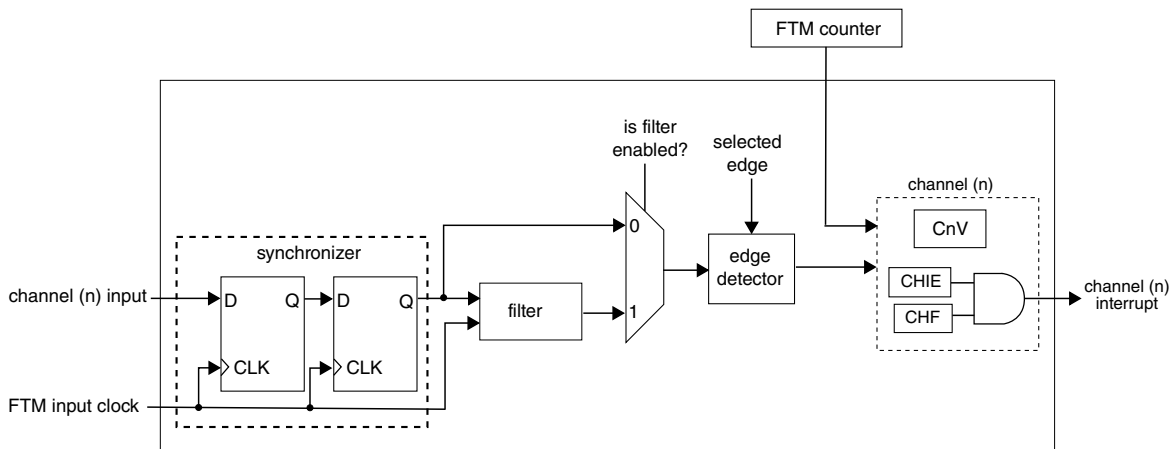 FTM counter
is filter
enabled?
selected
edge
channel (n)
CnV
synchronizer
0
edge
detector
channel (n) input
D
Q
D
Q
CHIE
channel (n)
interrupt
filter
1
CHF
CLK
CLK
FTM input clock